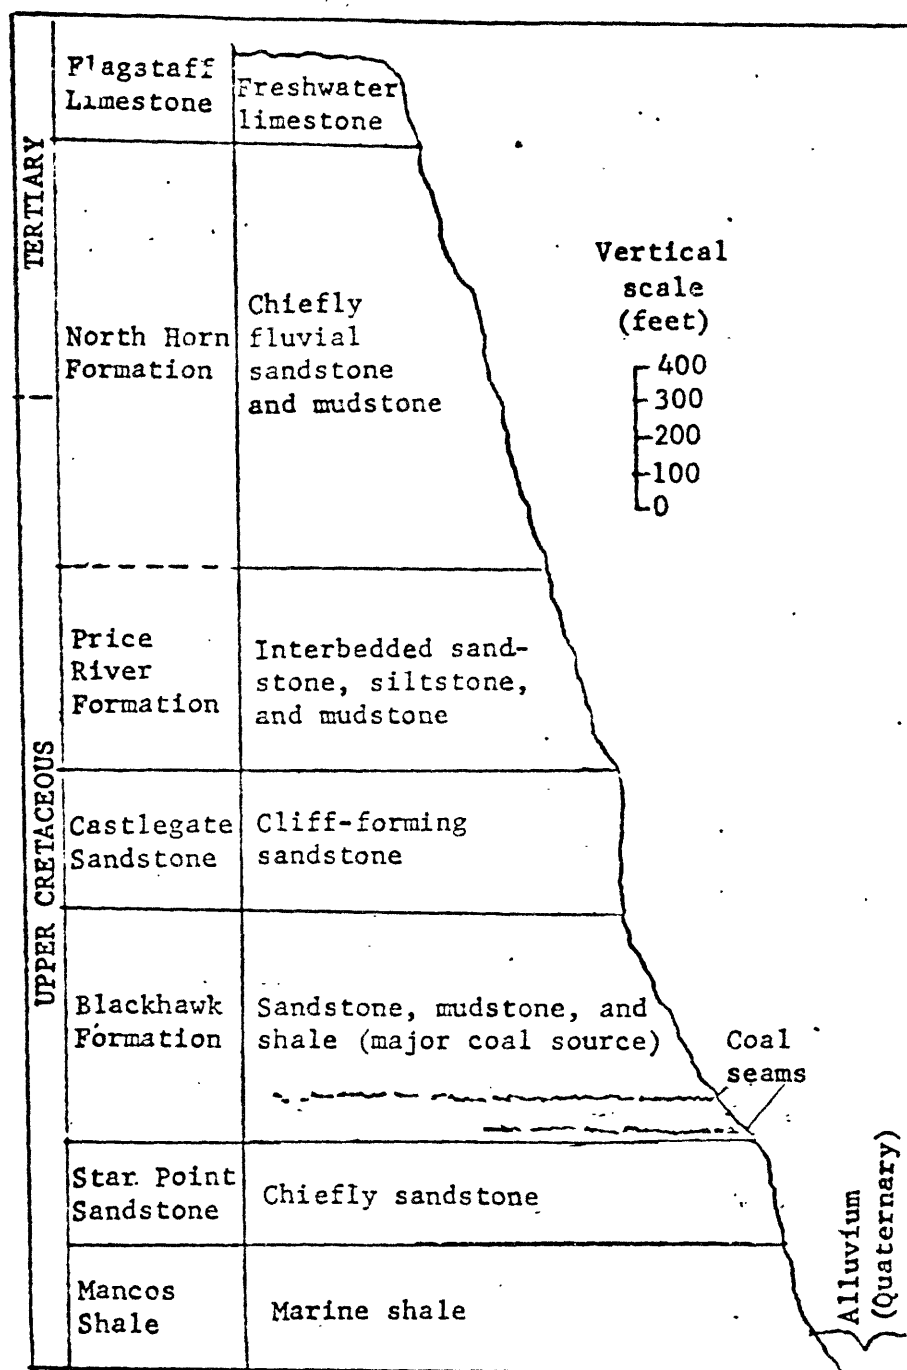 TERTIARY
Flagstaff
Limestone
Freshwater
limestone
North Horn
Formation
Chiefly
fluvial
sandstone
and mudstone
Vertical
scale
(feet)
400
300
200
100
0
UPPER CRETACEOUS
Price
River
Formation
Interbedded sand-
stone, siltstone,
and mudstone
Castlegate
Sandstone
Cliff-forming
sandstone
Blackhawk
Formation
Sandstone, mudstone, and
shale (major coal source)
Coal
seams
Star Point
Sandstone
Chiefly sandstone
Mancos
Shale
Marine shale
Alluvium
(Quaternary)